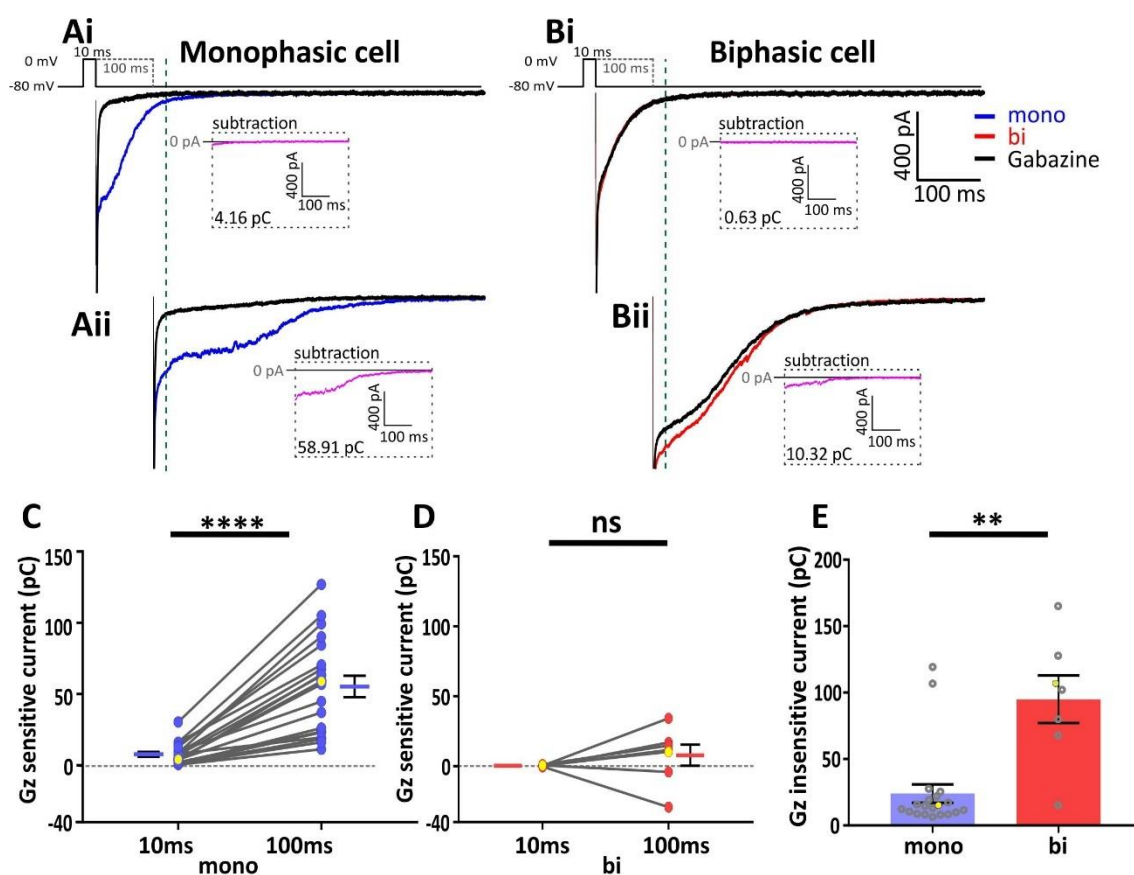 Ai
Monophasic cell
10 ms
0 mV
100 ms
-80 mV
subtraction
0 pA
400 pA
100 ms
4.16 pC
Bi
Biphasic cell
10 ms
0 mV
100 ms
-80 mV
subtraction
0 pA
400 pA
100 ms
0.63 pC
400 pA
100 ms
mono
bi
Gabazine
Aii
subtraction
0 pA
400 pA
100 ms
58.91 pC
Bii
subtraction
0 pA
400 pA
100 ms
10.32 pC
C
****
Gz sensitive current (pC)
150
100
50
0
-40
10ms
100ms
mono
D
ns
Gz sensitive current (pC)
150
100
50
0
-40
10ms
100ms
bi
E
**
Gz insensitive current (pC)
200
150
100
50
0
mono
bi